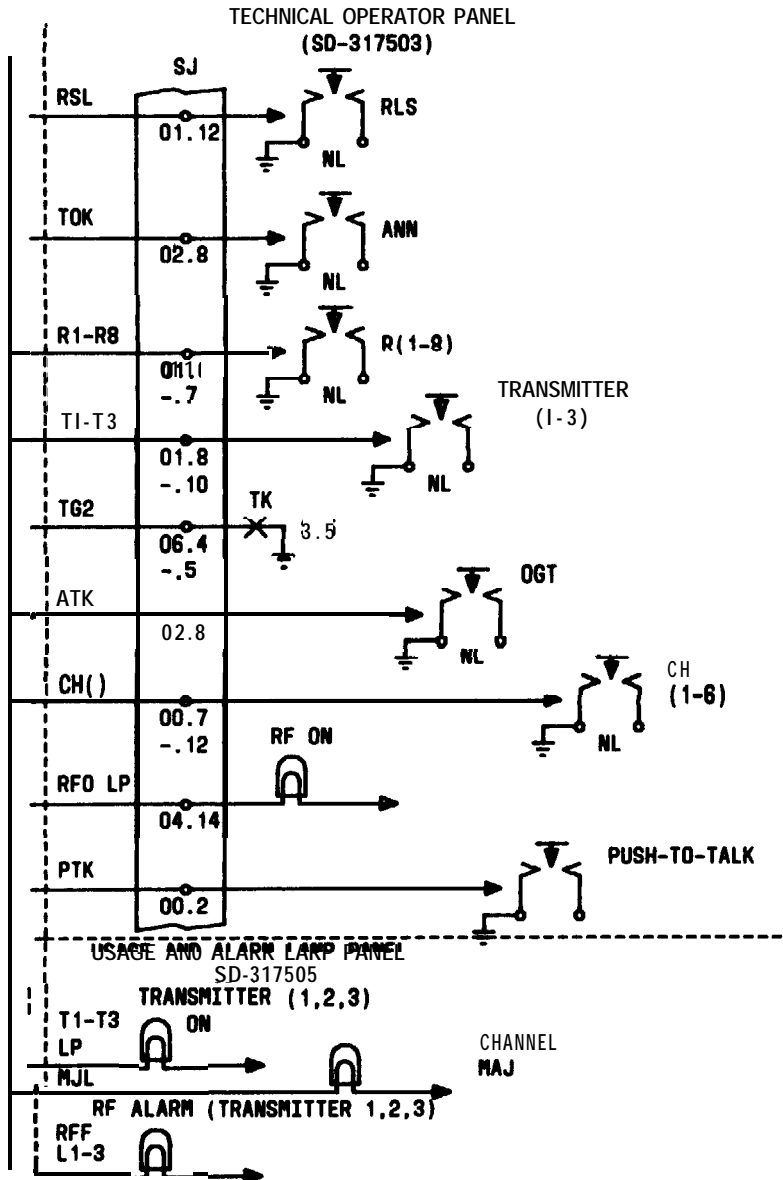 TECHNICAL OPERATOR PANEL
(SD-317503)
SJ
RSL
01.12
RLS
NL
TOK
02.8
ANN
NL
R1-R8
-.7
R(1-8)
NL
TRANSMITTER
(I-3)
TI-T3
01.8
-.10
NL
TG2
06.4
-.5
TK
3.5
ATK
02.8
OGT
NL
CH()
00.7
-.12
CH
(1-6)
NL
RF ON
RFO LP
04.14
PTK
00.2
PUSH-TO-TALK
USAGE AND ALARM LAMP PANEL
SD-317505
TRANSMITTER (1,2,3)
T1-T3
ON
LP
CHANNEL
MAJ
MJL
RF ALARM (TRANSMITTER 1,2,3)
RFF
L1-3